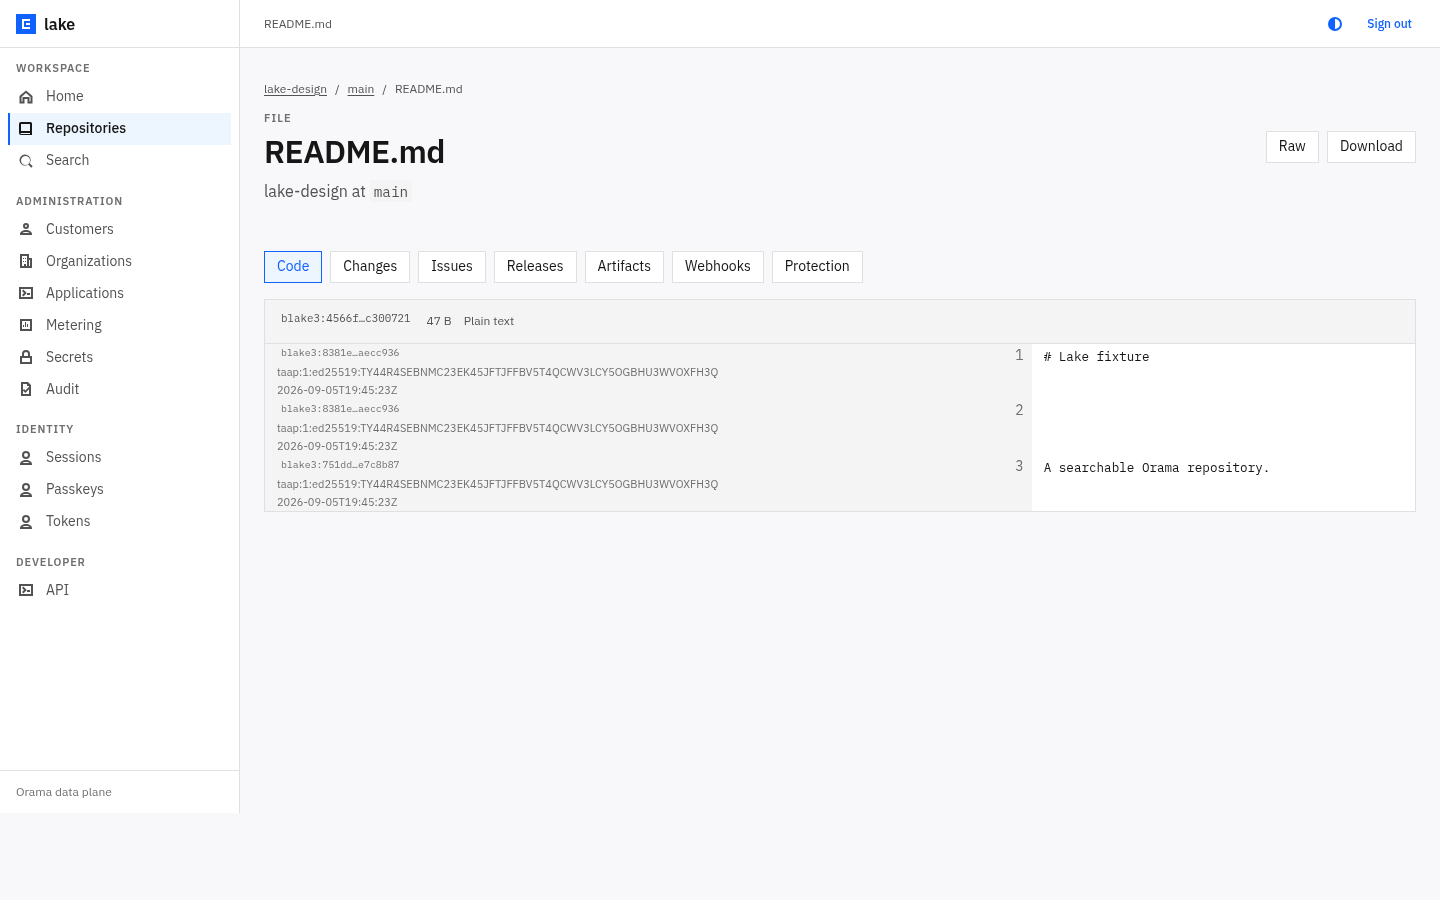 lake
README.md
Sign out
WORKSPACE
Home
Repositories
Search
ADMINISTRATION
Customers
Organizations
Applications
Metering
Secrets
Audit
IDENTITY
Sessions
Passkeys
Tokens
DEVELOPER
API
Orama data plane
lake-design / main / README.md
FILE
README.md
Raw
Download
lake-design at main
Code
Changes
Issues
Releases
Artifacts
Webhooks
Protection
blake3:4566f…c300721 47 B Plain text
blake3:8381e…aecc936
taap:1:ed25519:TY44R4SEBNMC23EK45JFTJFFBV5T4QCWV3LCY5OGBHU3WVOXFH3Q
2026-09-05T19:45:23Z
1 # Lake fixture
blake3:8381e…aecc936
taap:1:ed25519:TY44R4SEBNMC23EK45JFTJFFBV5T4QCWV3LCY5OGBHU3WVOXFH3Q
2026-09-05T19:45:23Z
2
blake3:751dd…e7c8b87
taap:1:ed25519:TY44R4SEBNMC23EK45JFTJFFBV5T4QCWV3LCY5OGBHU3WVOXFH3Q
2026-09-05T19:45:23Z
3 A searchable Orama repository.